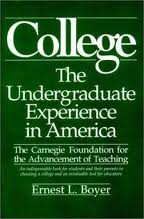 College
The
Undergraduate
Experience
in America
The Carnegie Foundation for
the Advancement of Teaching
An indispensable book for students and their parents in
choosing a college and an invaluable tool for educators
Ernest L. Boyer